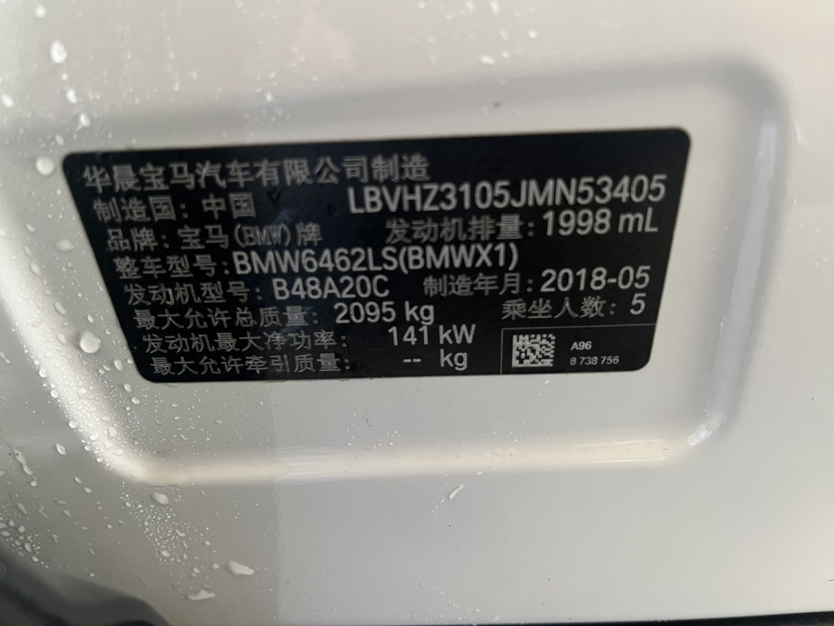 华晨宝马汽车有限公司制造
制造国：中国 LBVHZ3105JMN53405
品牌：宝马(BMW)牌 发动机排量：1998 mL
整车型号：BMW6462LS(BMWX1)
发动机型号：B48A20C 制造年月：2018-05
最大允许总质量：2095 kg 乘坐人数：5
发动机最大净功率：141 kW
最大允许牵引质量：-- kg
A96
8 738 756